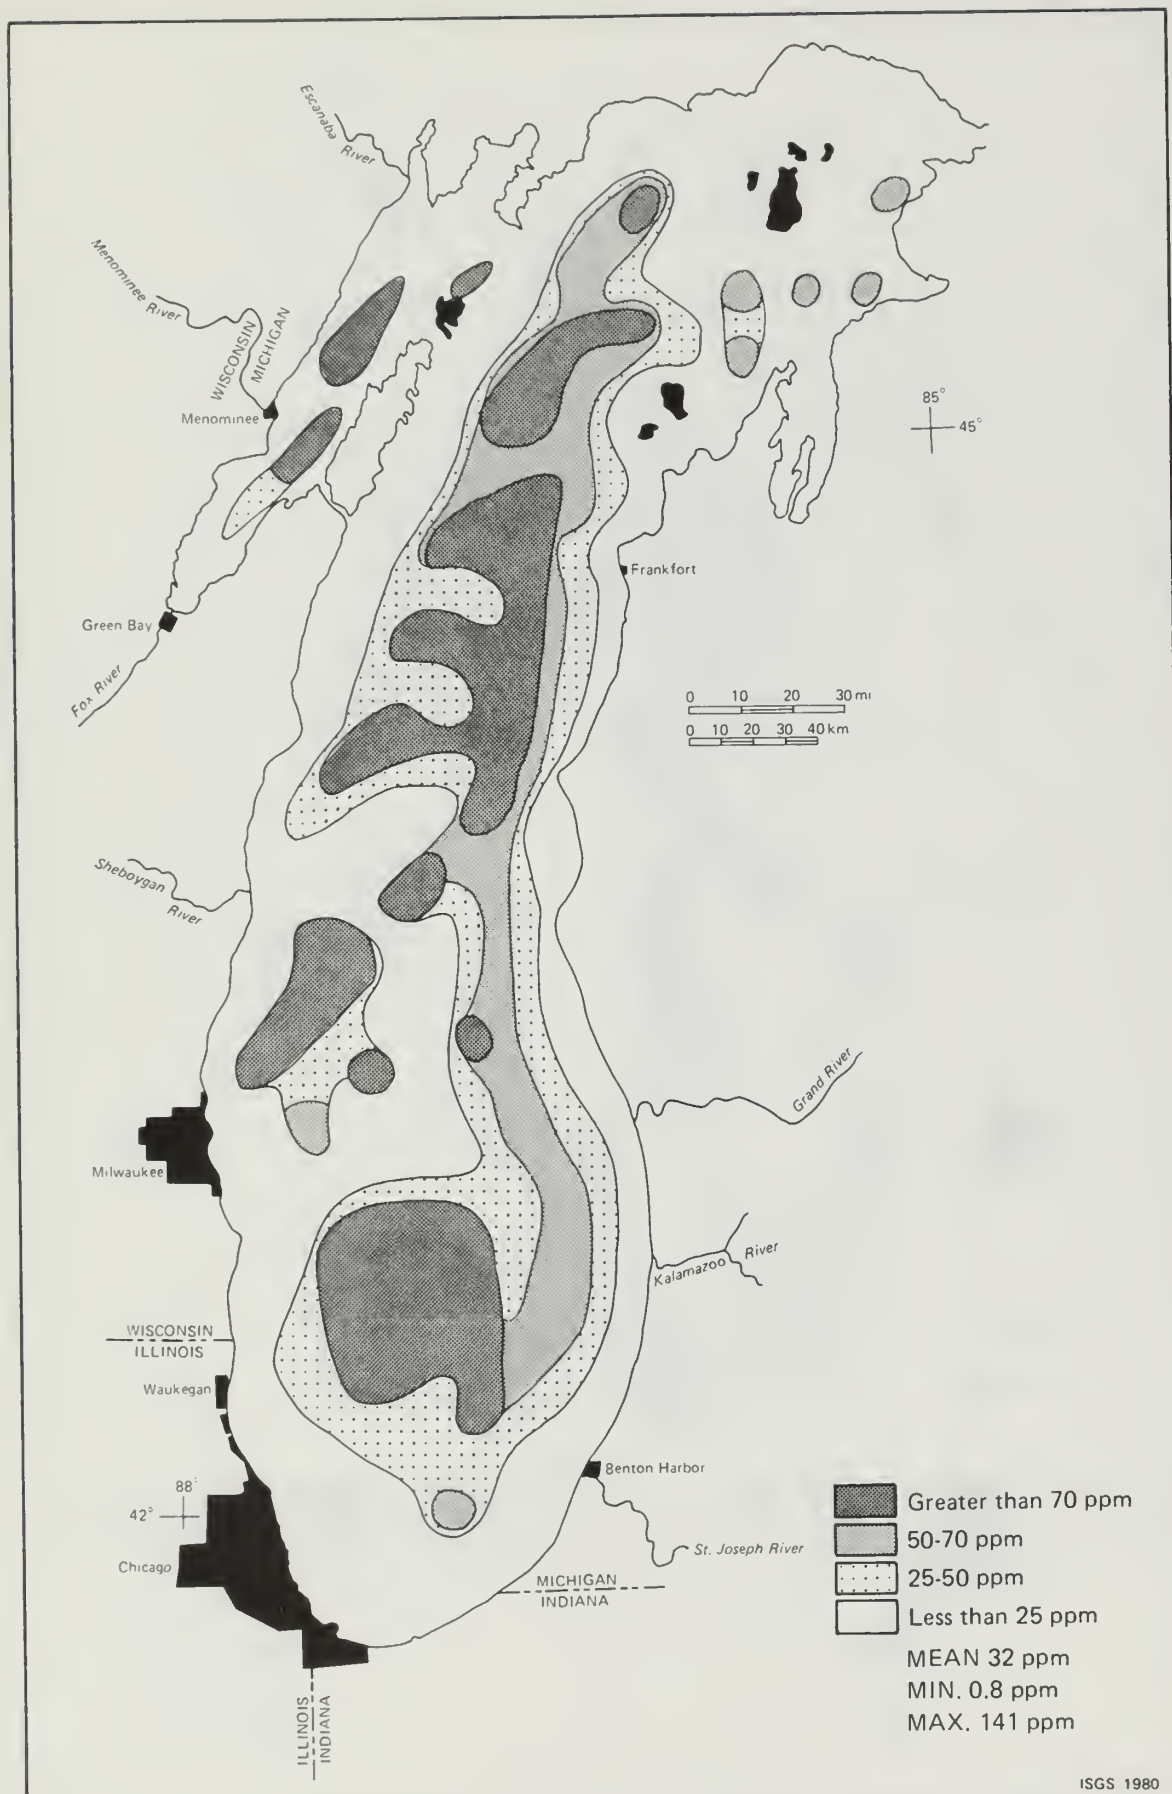 Escanaba
River
Menominee
River
WISCONSIN
MICHIGAN
Menominee
85°
45°
Frankfort
Green Bay
Fox River
0 10 20 30 mi
0 10 20 30 40 km
Sheboygan
River
Grand River
Milwaukee
Kalamazoo River
WISCONSIN
ILLINOIS
Waukegan
Benton Harbor
88°
42°
Chicago
St. Joseph River
MICHIGAN
INDIANA
Greater than 70 ppm
50-70 ppm
25-50 ppm
Less than 25 ppm
MEAN 32 ppm
MIN. 0.8 ppm
MAX. 141 ppm
ILLINOIS
INDIANA
ISGS 1980